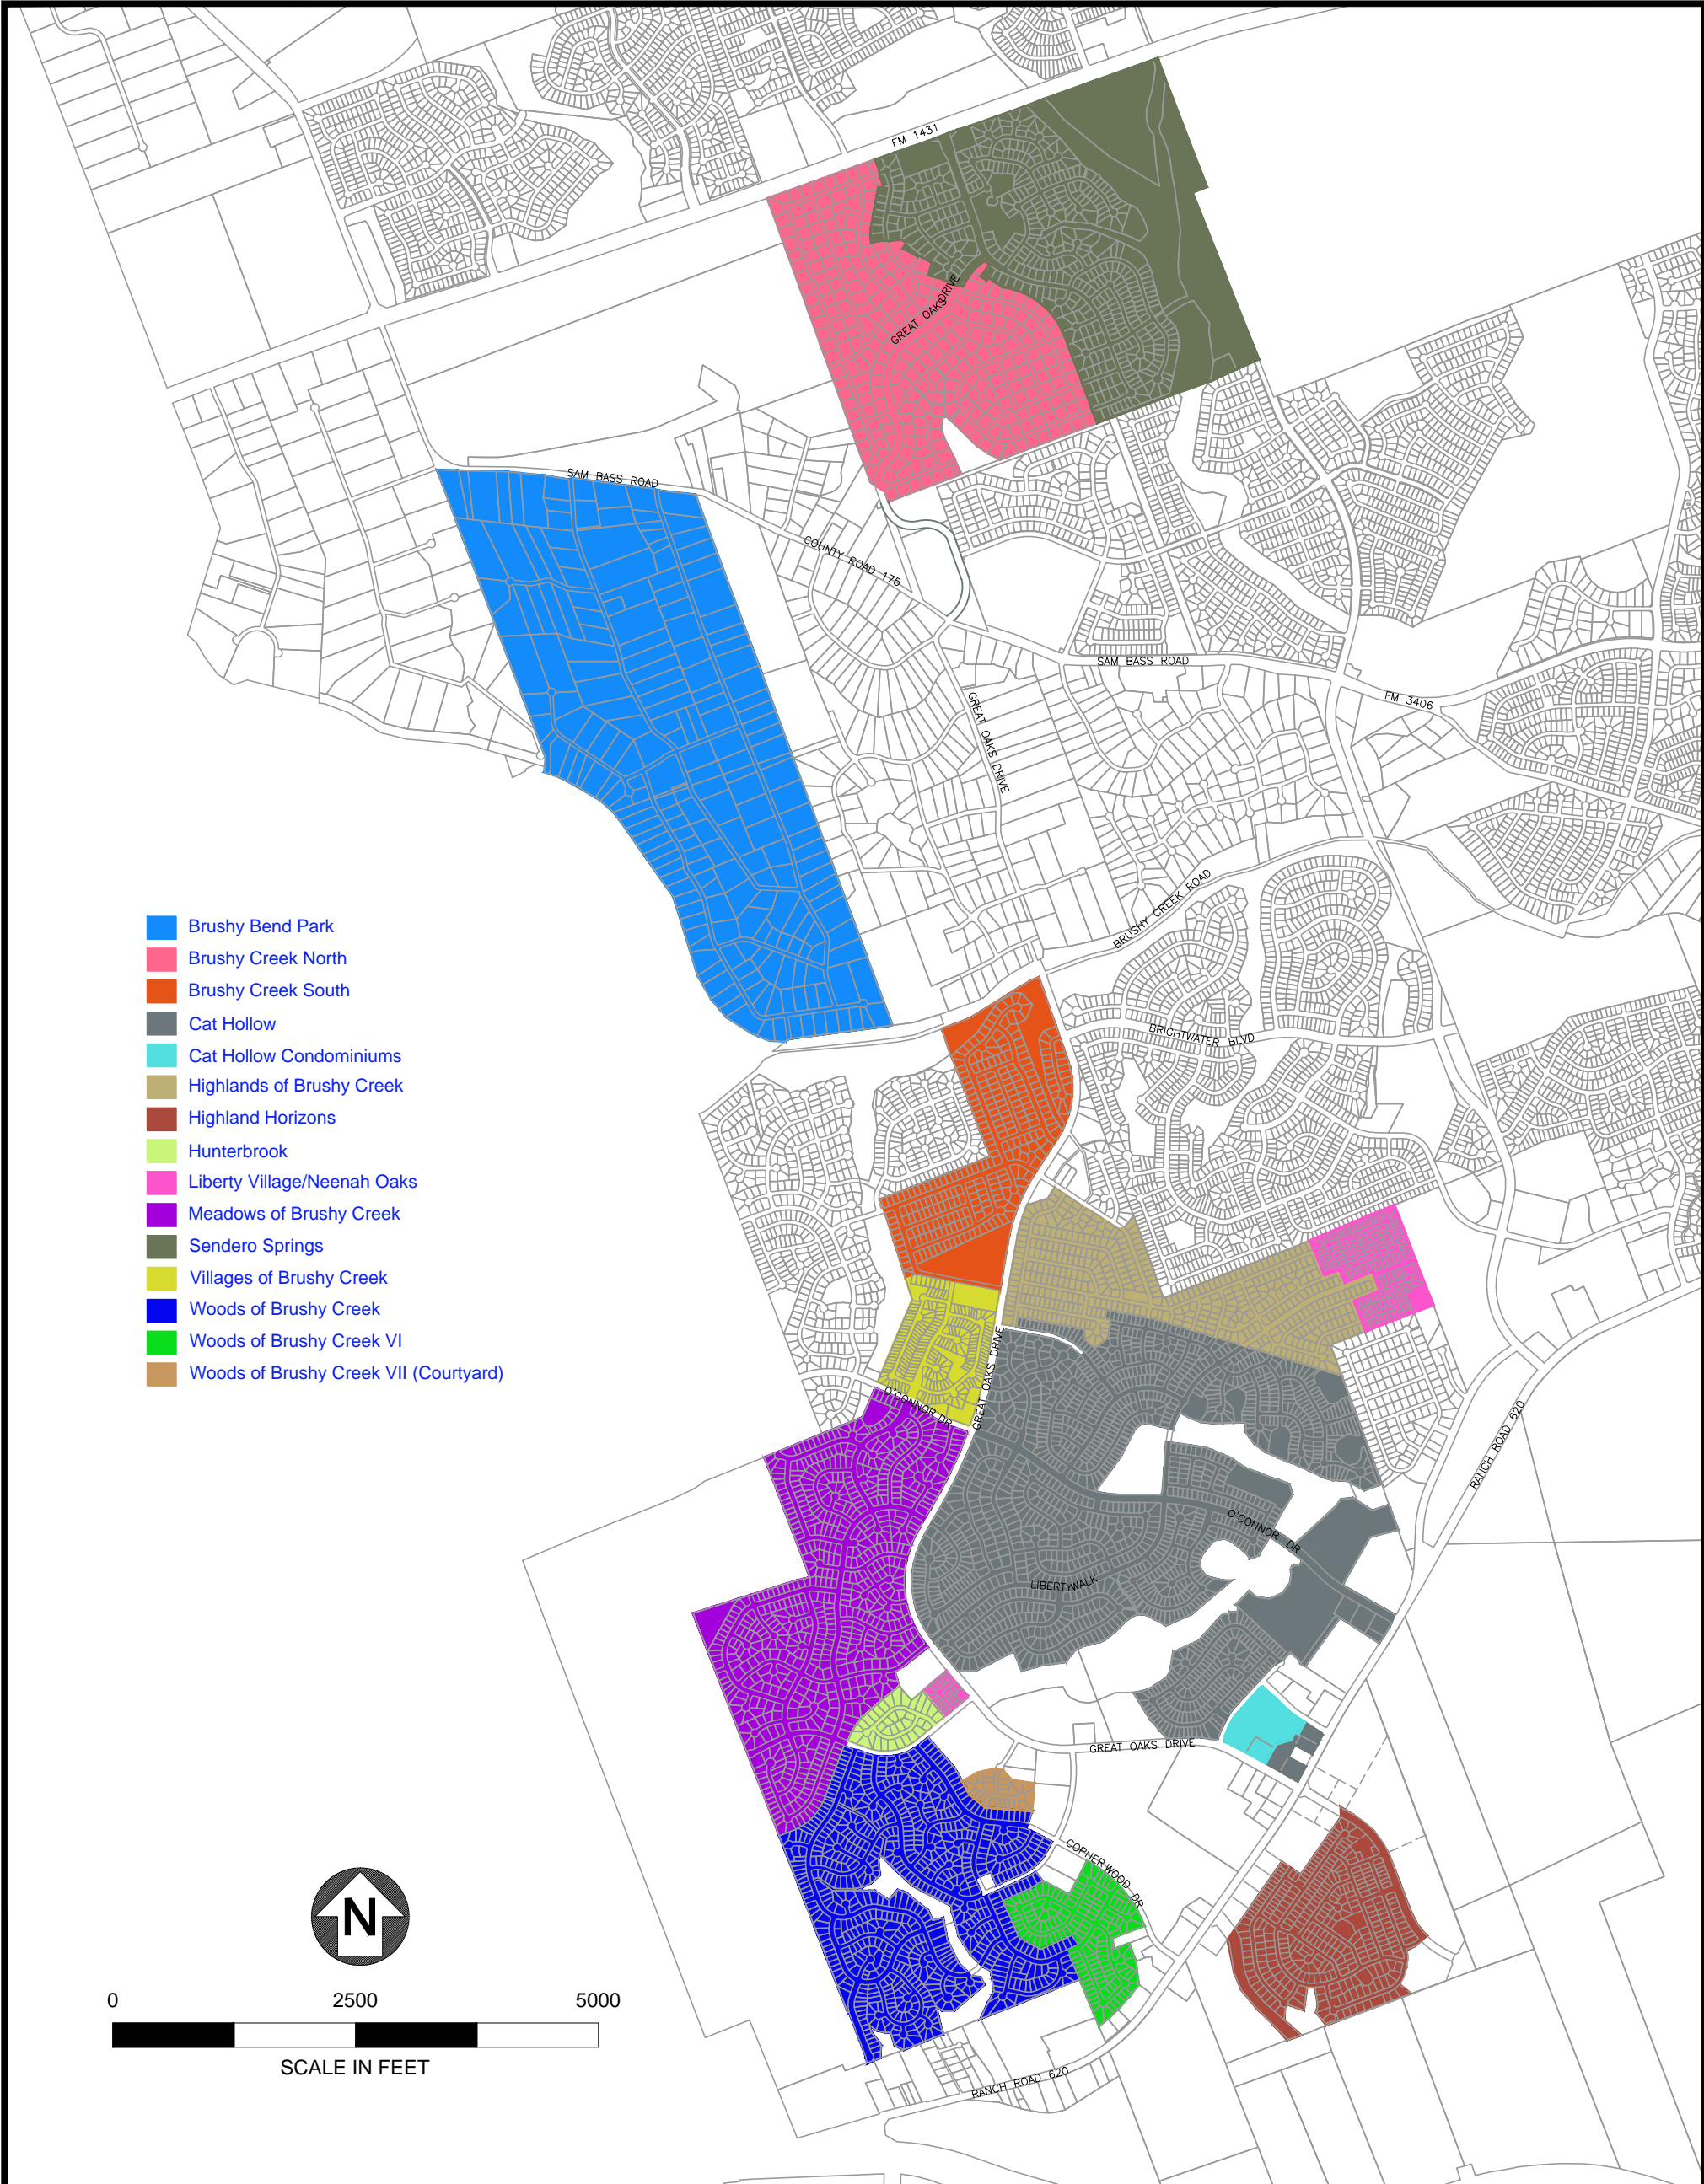 FM 1431
GREAT OAKS DRIVE
SAM BASS ROAD
COUNTY ROAD 175
SAM BASS ROAD
FM 3406
GREAT OAKS DRIVE
BRUSHY CREEK ROAD
BRIGHTWATER BLVD
Brushy Bend Park
Brushy Creek North
Brushy Creek South
Cat Hollow
Cat Hollow Condominiums
Highlands of Brushy Creek
Highland Horizons
Hunterbrook
Liberty Village/Neenah Oaks
Meadows of Brushy Creek
Sendero Springs
Villages of Brushy Creek
Woods of Brushy Creek
Woods of Brushy Creek VI
Woods of Brushy Creek VII (Courtyard)
GREAT OAKS DRIVE
O'CONNOR DR
RANCH ROAD 620
O'CONNOR DR
LIBERTYWALK
GREAT OAKS DRIVE
CORNERWOOD DR
N
0 2500 5000
SCALE IN FEET
RANCH ROAD 620